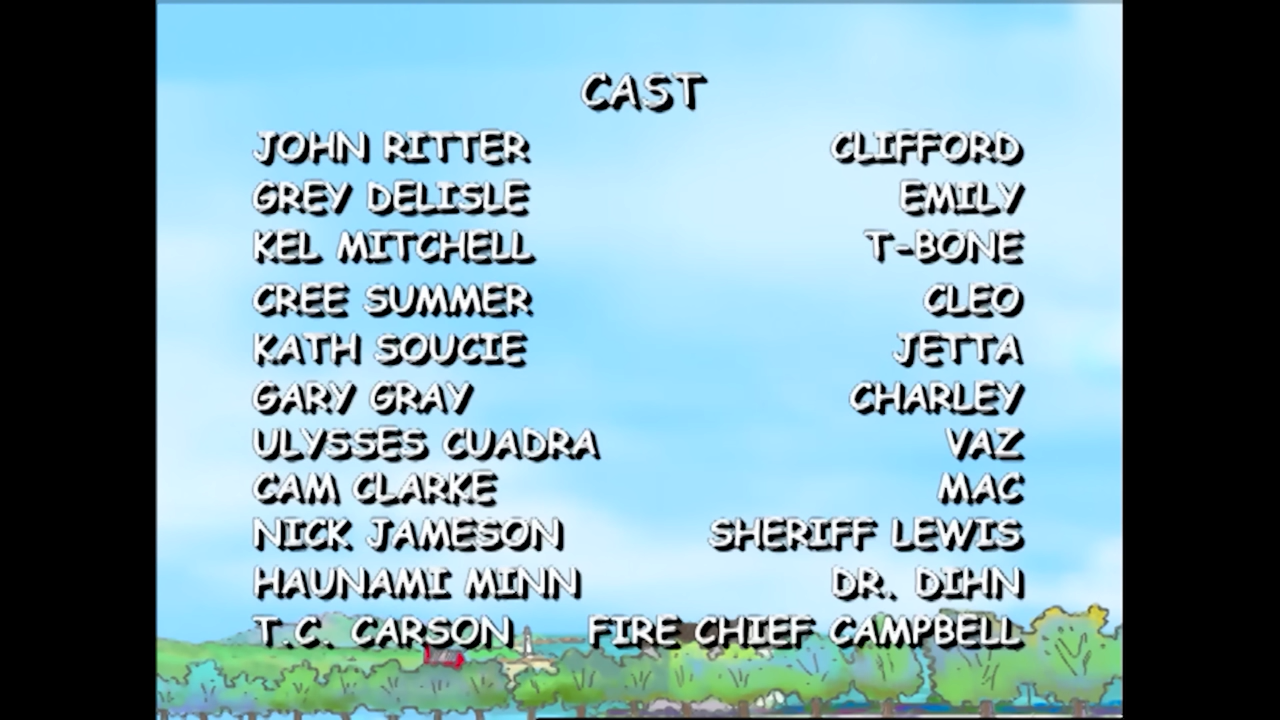 CAST
JOHN RITTER CLIFFORD
GREY DELISLE EMILY
KEL MITCHELL T-BONE
CREE SUMMER CLEO
KATH SOUCIE JETTA
GARY GRAY CHARLEY
ULYSSES CUADRA VAZ
CAM CLARKE MAC
NICK JAMESON SHERIFF LEWIS
HAUNAMI MINN DR. DIHN
T.C. CARSON FIRE CHIEF CAMPBELL